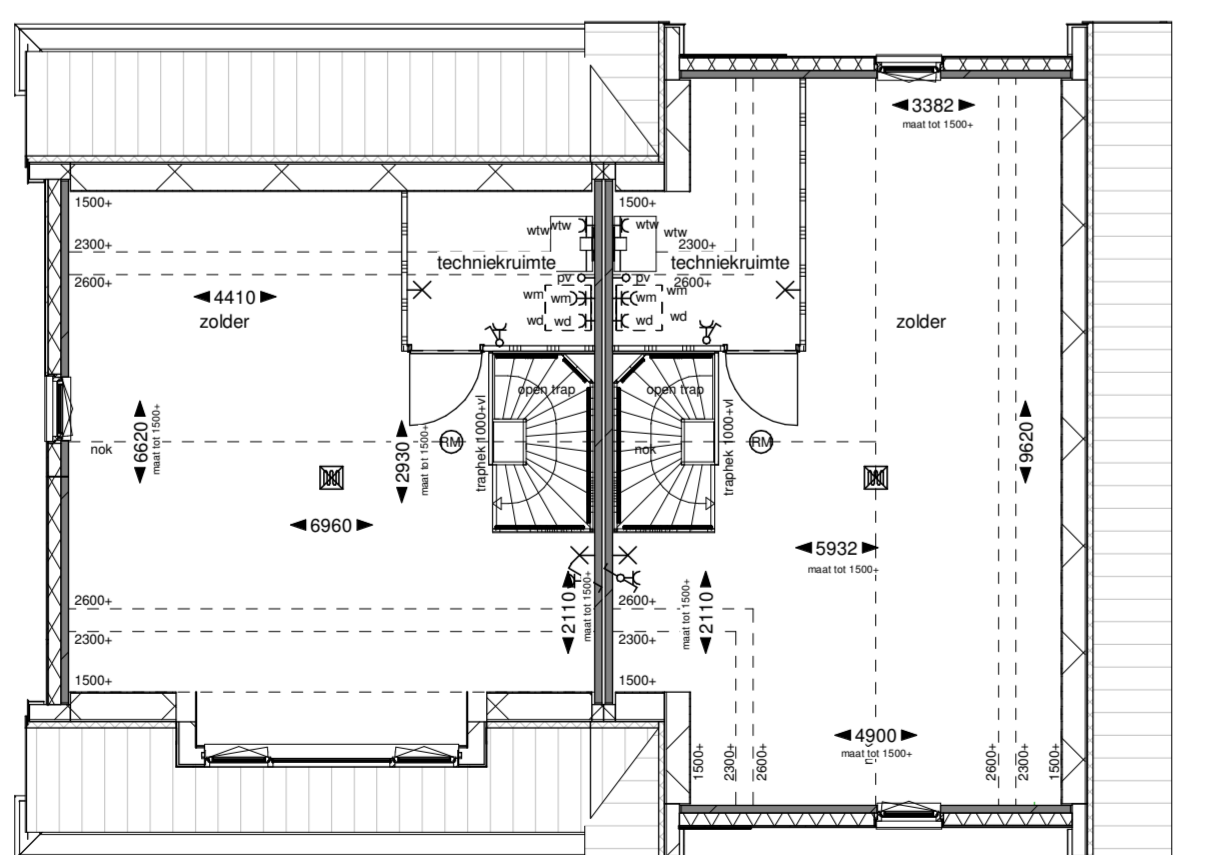 3382
maat tot 1500+
1500+
1500+
wtw
wtw
wtw
wtw
2300+
2300+
techniekruimte
techniekruimte
2600+
pv
pv
2600+
4410
wm
wm
wm
wm
zolder
wd
wd
wd
wd
zolder
open trap
open trap
nok
6620
maat tot 1500+
2930
maat tot 1500+
RM
traphek 1000+vl
nok
traphek 1000+vl
RM
9620
maat tot 1500+
6960
5932
maat tot 1500+
2110
maat tot 1500+
maat tot 1500+
2110
2600+
2600+
2300+
2300+
1500+
1500+
4900
maat tot 1500+
1500+
2300+
2600+
2600+
2300+
1500+